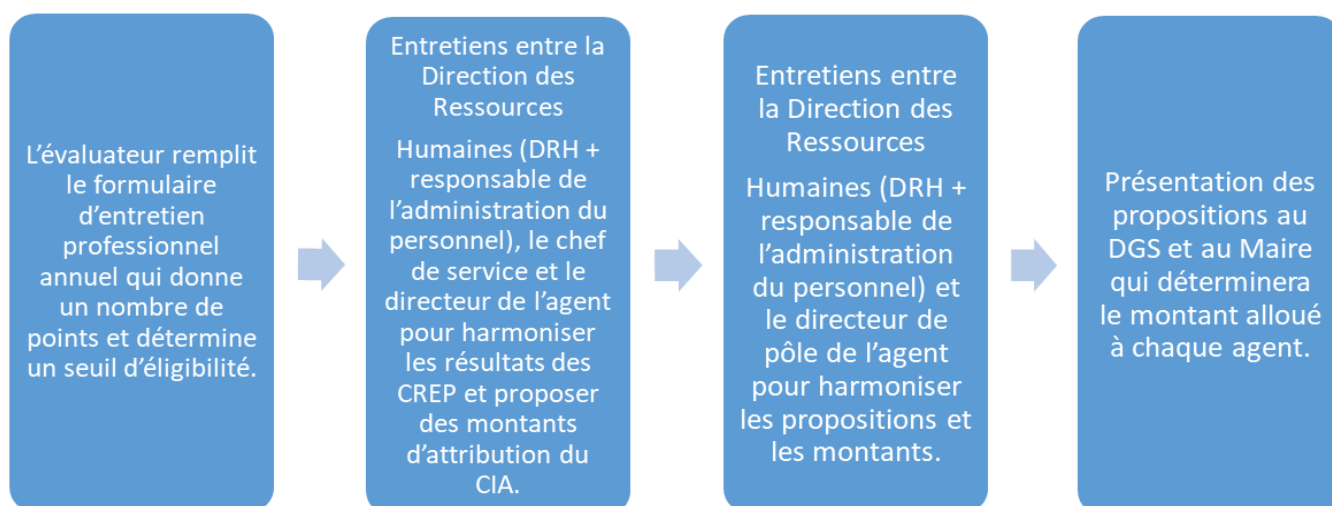 L’évaluateur remplit
le formulaire
d’entretien
professionnel
annuel qui donne
un nombre de
points et détermine
un seuil d’éligibilité.
Entretiens entre la
Direction des
Ressources
Humaines (DRH +
responsable de
l’administration du
personnel), le chef
de service et le
directeur de l’agent
pour harmoniser
les résultats des
CREP et proposer
des montants
d’attribution du
CIA.
Entretiens entre
la Direction des
Ressources
Humaines (DRH +
responsable de
l’administration
du personnel) et
le directeur de
pôle de l’agent
pour harmoniser
les propositions et
les montants.
Présentation des
propositions au
DGS et au Maire
qui déterminera
le montant alloué
à chaque agent.